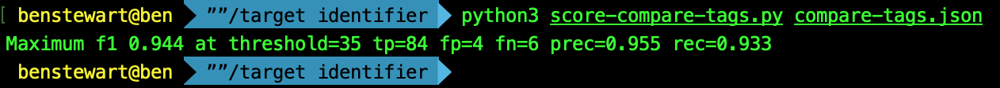 [ benstewart@ben ””/target identifier python3 score-compare-tags.py compare-tags.json
Maximum f1 0.944 at threshold=35 tp=84 fp=4 fn=6 prec=0.955 rec=0.933
benstewart@ben ””/target identifier